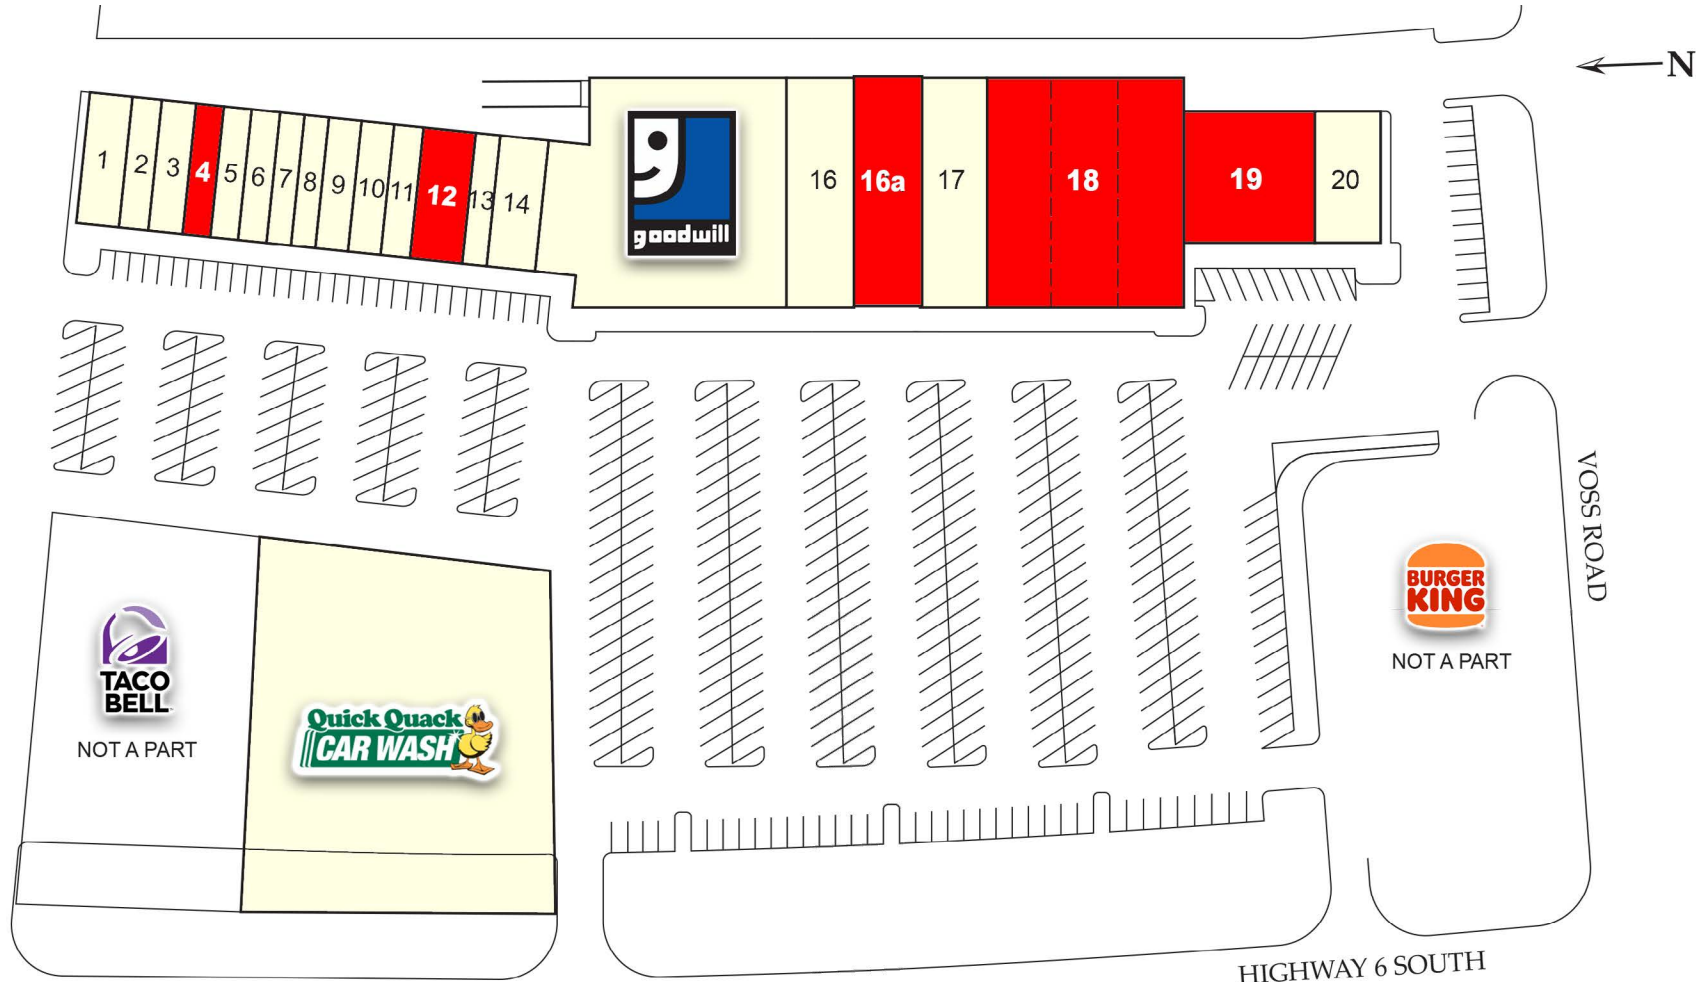 N
1
2
3
4
5
6
7
8
9
10
11
12
13
14
goodwill
16
16a
17
18
19
20
VOSS ROAD
TACO
BELL
NOT A PART
Quick Quack
CAR WASH
BURGER
KING
NOT A PART
HIGHWAY 6 SOUTH